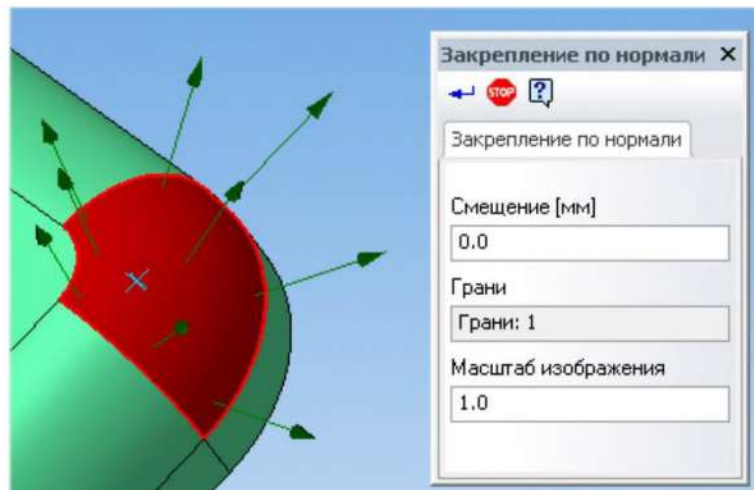 Закрепление по нормали
STOP
Закрепление по нормали
Смещение [мм]
0.0
Грани
Грани: 1
Масштаб изображения
1.0